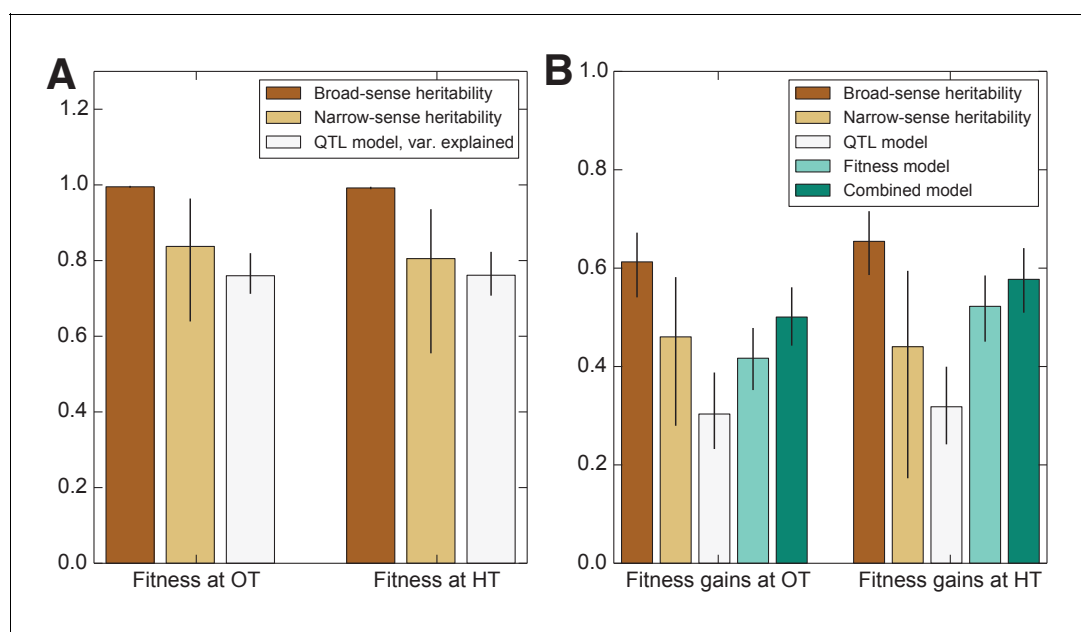 A
1.2
1.0
0.8
0.6
0.4
0.2
0.0
Broad-sense heritability
Narrow-sense heritability
QTL model, var. explained
Fitness at OT
Fitness at HT
B
1.0
0.8
0.6
0.4
0.2
0.0
Broad-sense heritability
Narrow-sense heritability
QTL model
Fitness model
Combined model
Fitness gains at OT
Fitness gains at HT